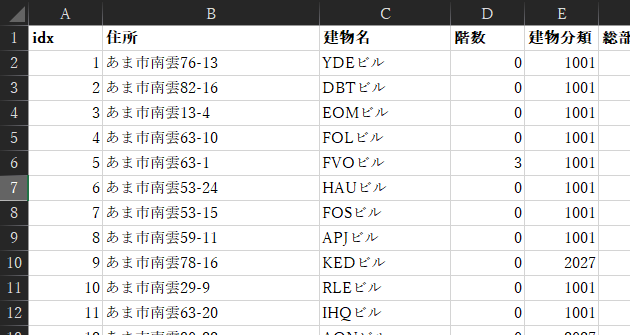 A B C D E
1 idx 住所 建物名 階数 建物分類 総部
2 1 あま市南雲76-13 YDEビル 0 1001
3 2 あま市南雲82-16 DBTビル 0 1001
4 3 あま市南雲13-4 EOMビル 0 1001
5 4 あま市南雲63-10 FOLビル 0 1001
6 5 あま市南雲63-1 FVOビル 3 1001
7 6 あま市南雲53-24 HAUビル 0 1001
8 7 あま市南雲53-15 FOSビル 0 1001
9 8 あま市南雲59-11 APJビル 0 1001
10 9 あま市南雲78-16 KEDビル 0 2027
11 10 あま市南雲29-9 RLEビル 0 1001
12 11 あま市南雲63-20 IHQビル 0 1001